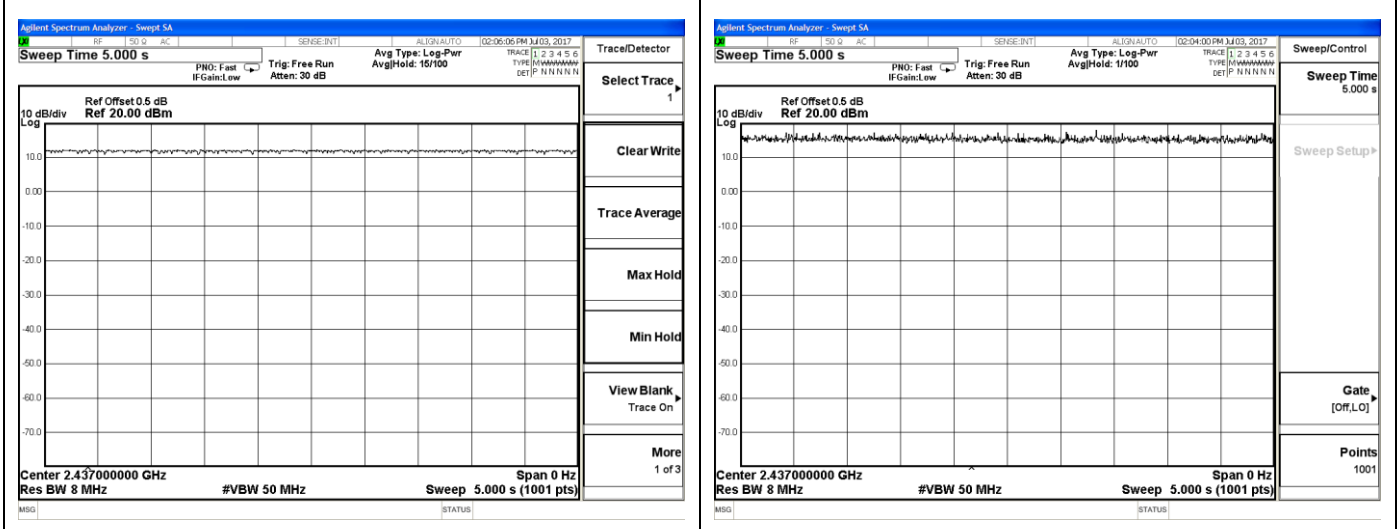 Agilent Spectrum Analyzer - Swept SA
RF 50 Ω AC SENSE:INT ALIGNAUTO 02:06:06 PM Jul 03, 2017
Sweep Time 5.000 s
PNO: Fast
IFGain:Low
Trig: Free Run
Atten: 30 dB
Avg Type: Log-Pwr
Avg|Hold: 15/100
TRACE 1 2 3 4 5 6
TYPE M WWWWW
DET P N N N N N
Ref Offset 0.5 dB
10 dB/div Ref 20.00 dBm
Log
10.0
0.00
-10.0
-20.0
-30.0
-40.0
-50.0
-60.0
-70.0
Center 2.437000000 GHz Span 0 Hz
Res BW 8 MHz #VBW 50 MHz Sweep 5.000 s (1001 pts)
MSG STATUS
Trace/Detector
Select Trace
1
Clear Write
Trace Average
Max Hold
Min Hold
View Blank
Trace On
More
1 of 3
Agilent Spectrum Analyzer - Swept SA
RF 50 Ω AC SENSE:INT ALIGNAUTO 02:04:00 PM Jul 03, 2017
Sweep Time 5.000 s
PNO: Fast
IFGain:Low
Trig: Free Run
Atten: 30 dB
Avg Type: Log-Pwr
Avg|Hold: 1/100
TRACE 1 2 3 4 5 6
TYPE M WWWWW
DET P N N N N N
Ref Offset 0.5 dB
10 dB/div Ref 20.00 dBm
Log
10.0
0.00
-10.0
-20.0
-30.0
-40.0
-50.0
-60.0
-70.0
Center 2.437000000 GHz Span 0 Hz
Res BW 8 MHz #VBW 50 MHz Sweep 5.000 s (1001 pts)
MSG STATUS
Sweep/Control
Sweep Time
5.000 s
Sweep Setup
Gate
[Off,LO]
Points
1001